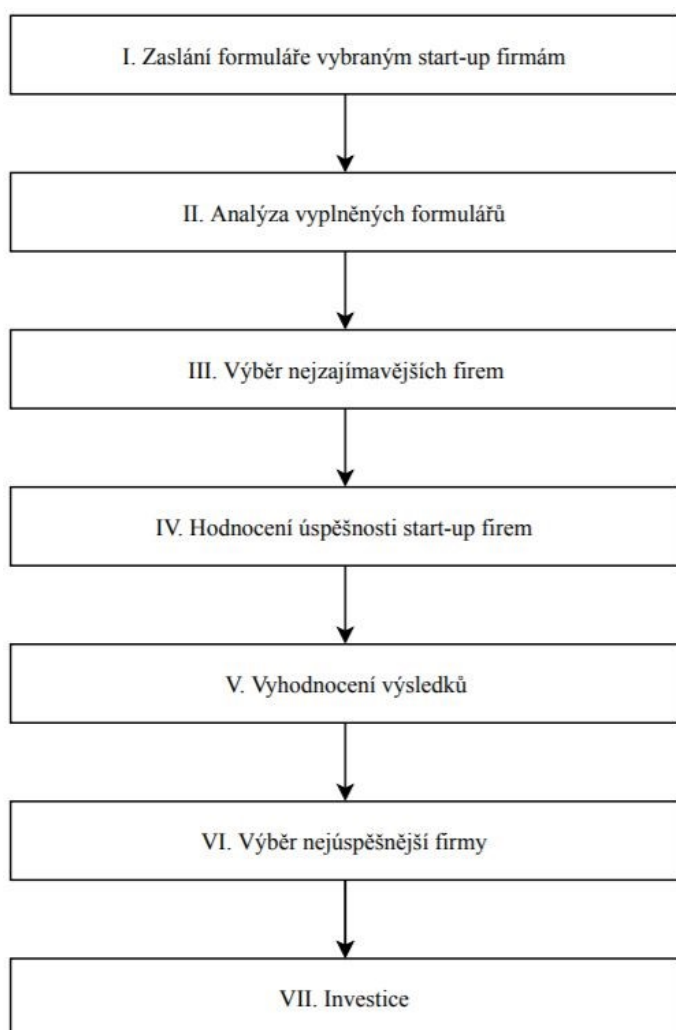 I. Zaslání formuláře vybraným start-up firmám
II. Analýza vyplněných formulářů
III. Výběr nejzajímavějších firem
IV. Hodnocení úspěšnosti start-up firem
V. Vyhodnocení výsledků
VI. Výběr nejúspěšnější firmy
VII. Investice